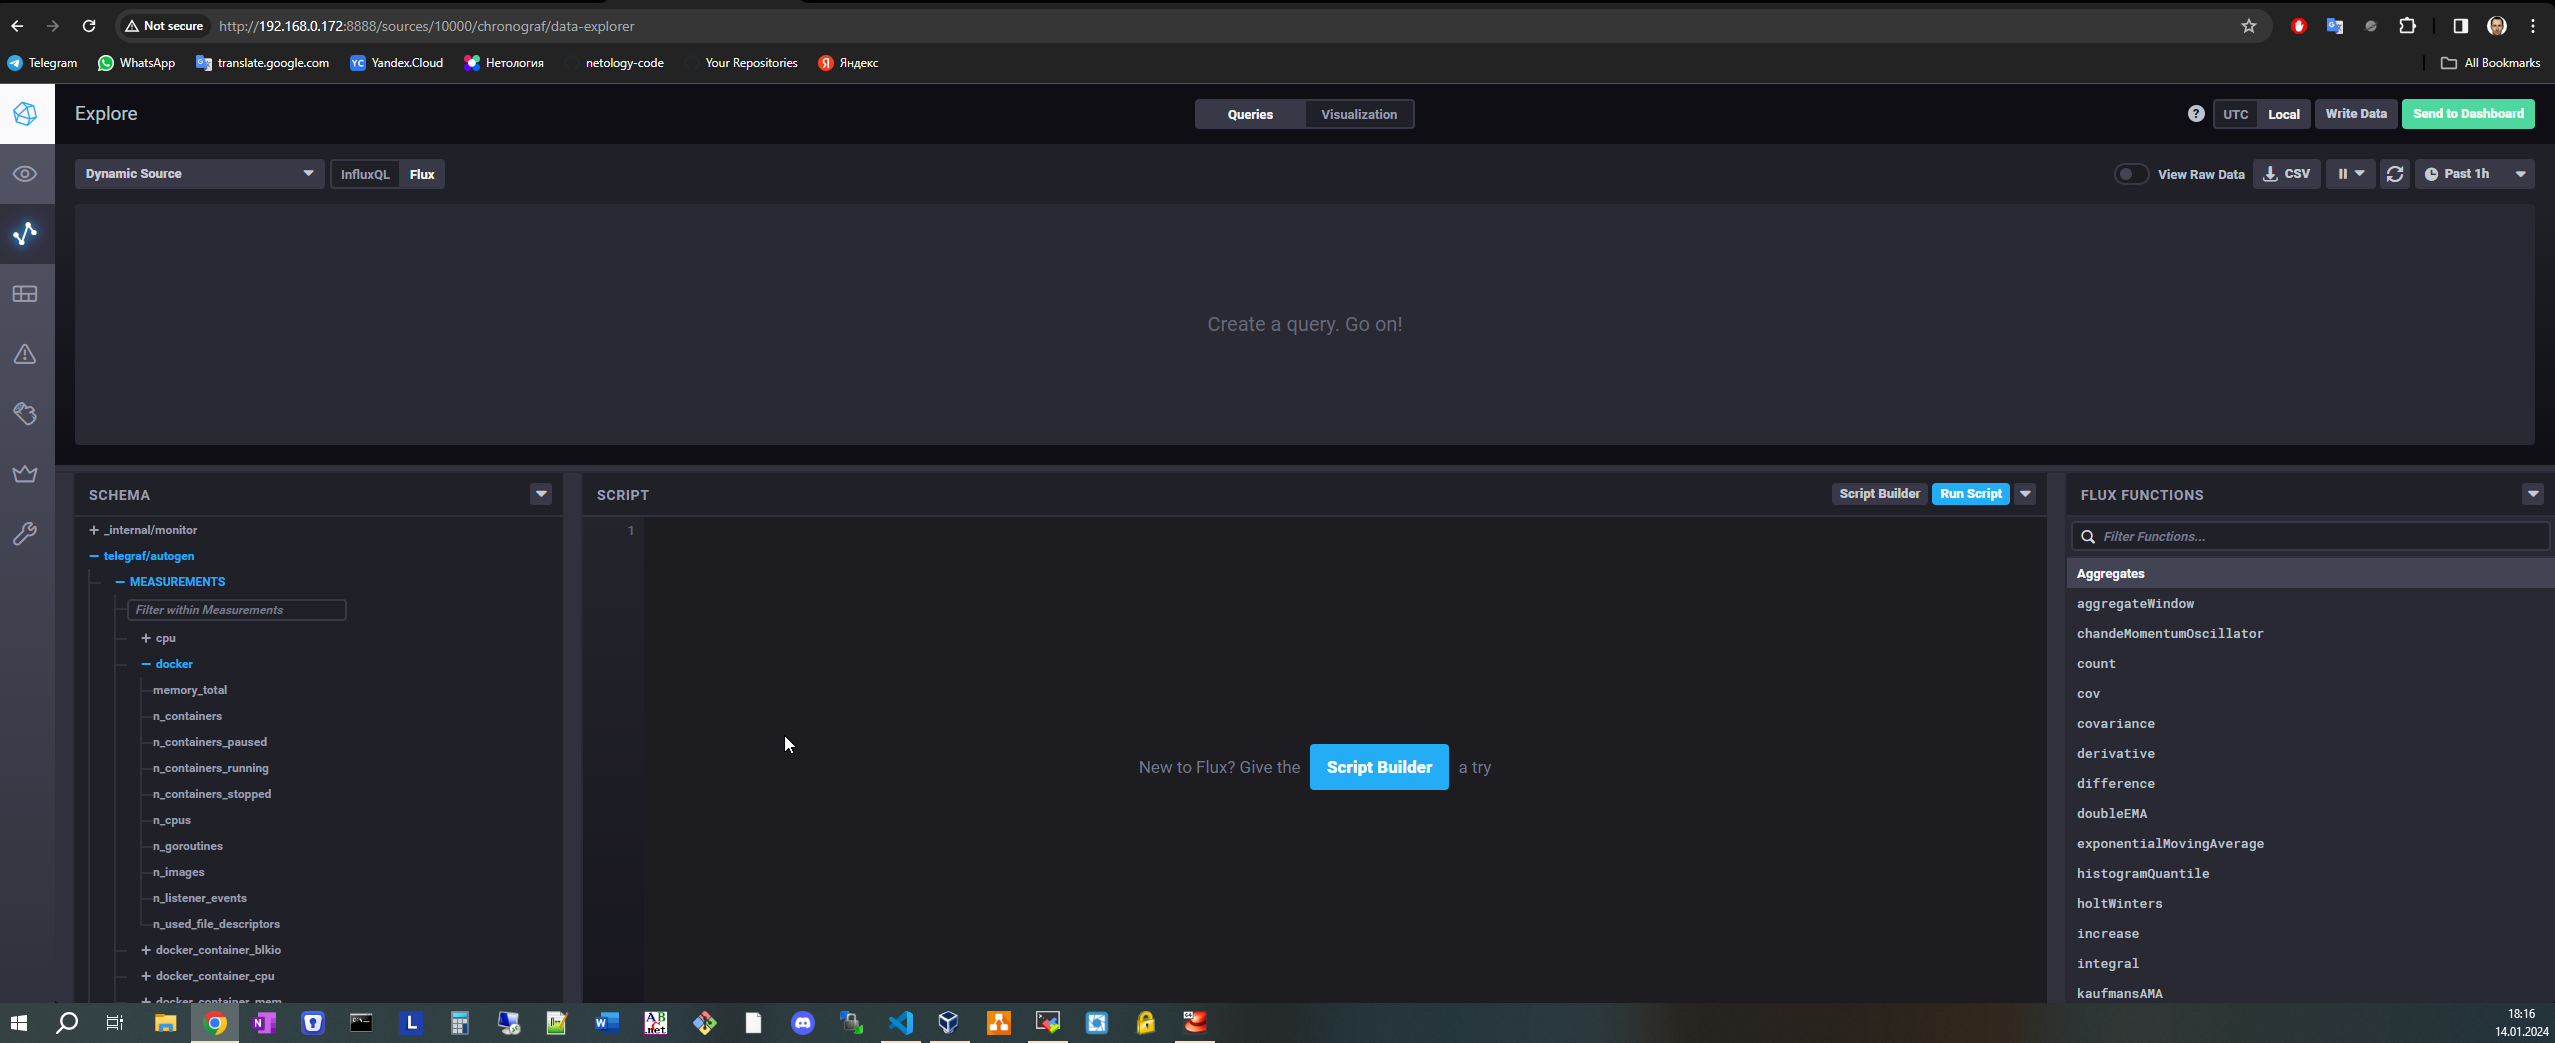 Not secure http://192.168.0.172:8888/sources/10000/chronograf/data-explorer
Telegram WhatsApp translate.google.com YC Yandex.Cloud Нетология netology-code Your Repositories Яндекс All Bookmarks
Explore Queries Visualization ? UTC Local Write Data Send to Dashboard
Dynamic Source InfluxQL Flux View Raw Data CSV Past 1h
Create a query. Go on!
SCHEMA
_internal/monitor
telegraf/autogen
MEASUREMENTS
Filter within Measurements
cpu
docker
memory_total
n_containers
n_containers_paused
n_containers_running
n_containers_stopped
n_cpus
n_goroutines
n_images
n_listener_events
n_used_file_descriptors
docker_container_blkio
docker_container_cpu
docker_container_mem
SCRIPT Script Builder Run Script
1
New to Flux? Give the Script Builder a try
FLUX FUNCTIONS
Filter Functions...
Aggregates
aggregateWindow
chandeMomentumOscillator
count
cov
covariance
derivative
difference
doubleEMA
exponentialMovingAverage
histogramQuantile
holtWinters
increase
integral
kaufmansAMA
18:16
14.01.2024